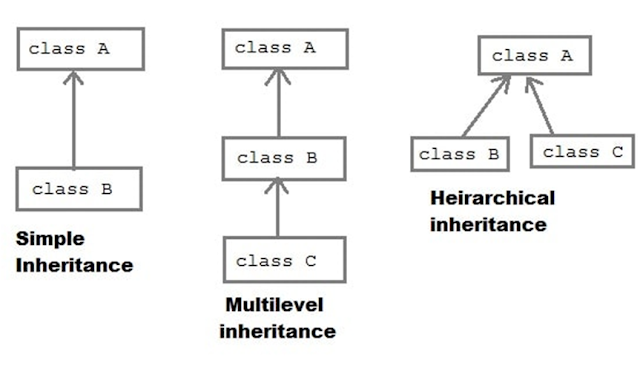 class A
class B
Simple
Inheritance
class A
class B
class C
Multilevel
inheritance
class A
class B
class C
Heirarchical
inheritance